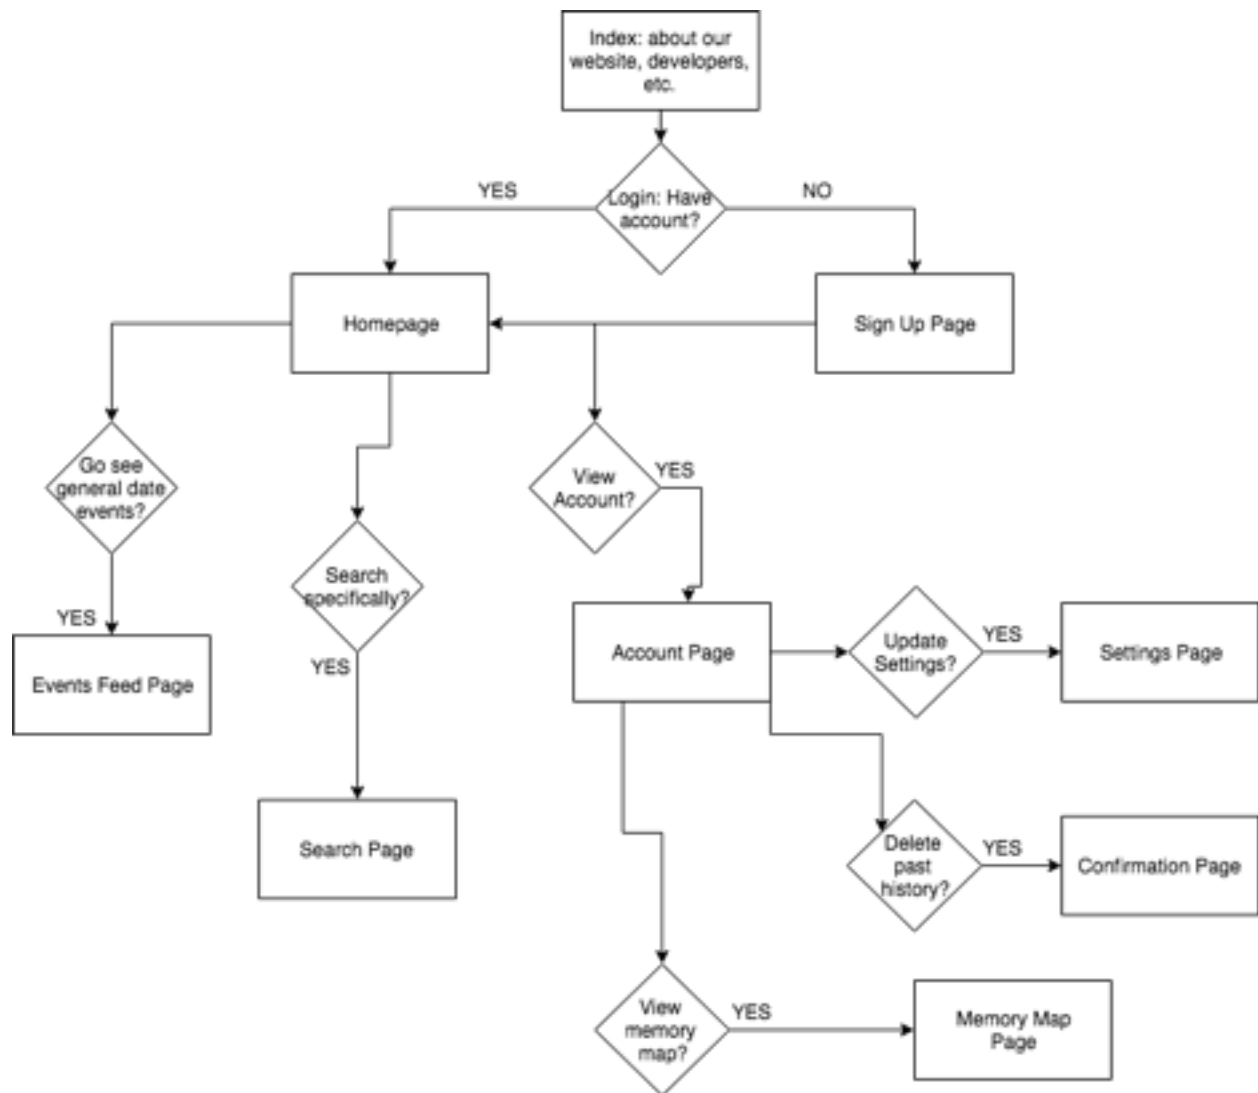 Index: about our
website, developers,
etc.
YES
Login: Have
account?
NO
Homepage
Sign Up Page
Go see
general date
events?
View
Account?
YES
Search
specifically?
YES
Events Feed Page
YES
Account Page
Update
Settings?
YES
Settings Page
Search Page
Delete
past
history?
YES
Confirmation Page
View
memory
map?
YES
Memory Map
Page